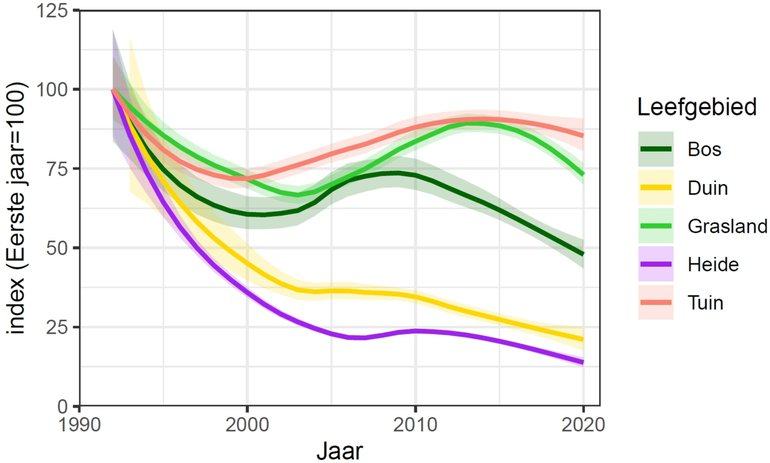 index (Eerste jaar=100)
125
100
75
50
25
0
1990
2000
2010
2020
Jaar
Leefgebied
Bos
Duin
Grasland
Heide
Tuin